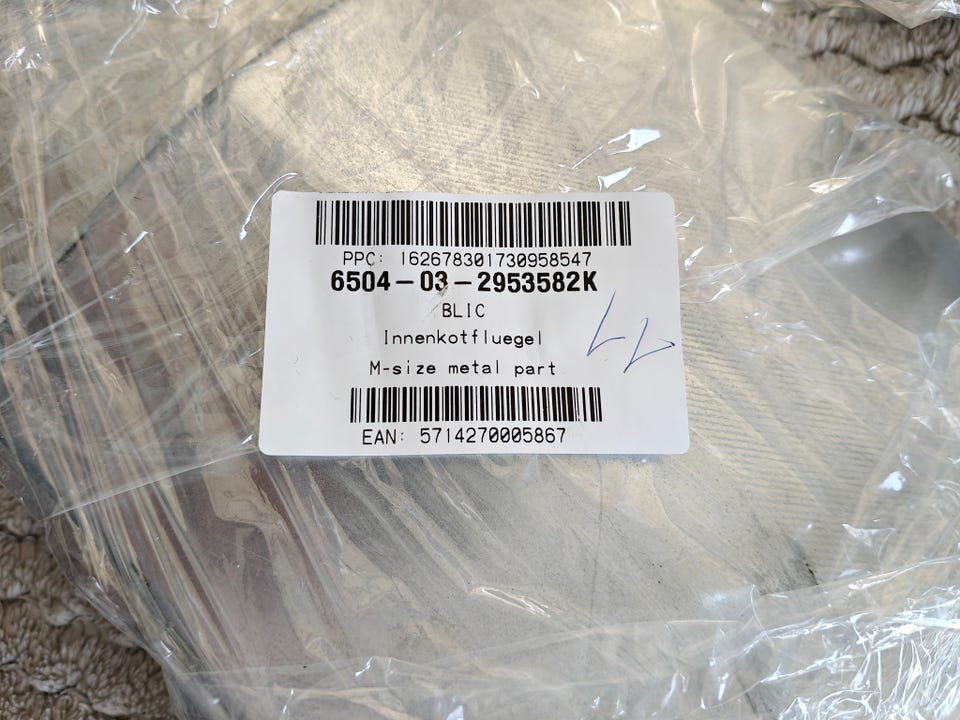 PPC: 162678301730958547
6504-03-2953582K
BLIC
Innenkotfluegel
M-size metal part
EAN: 5714270005867